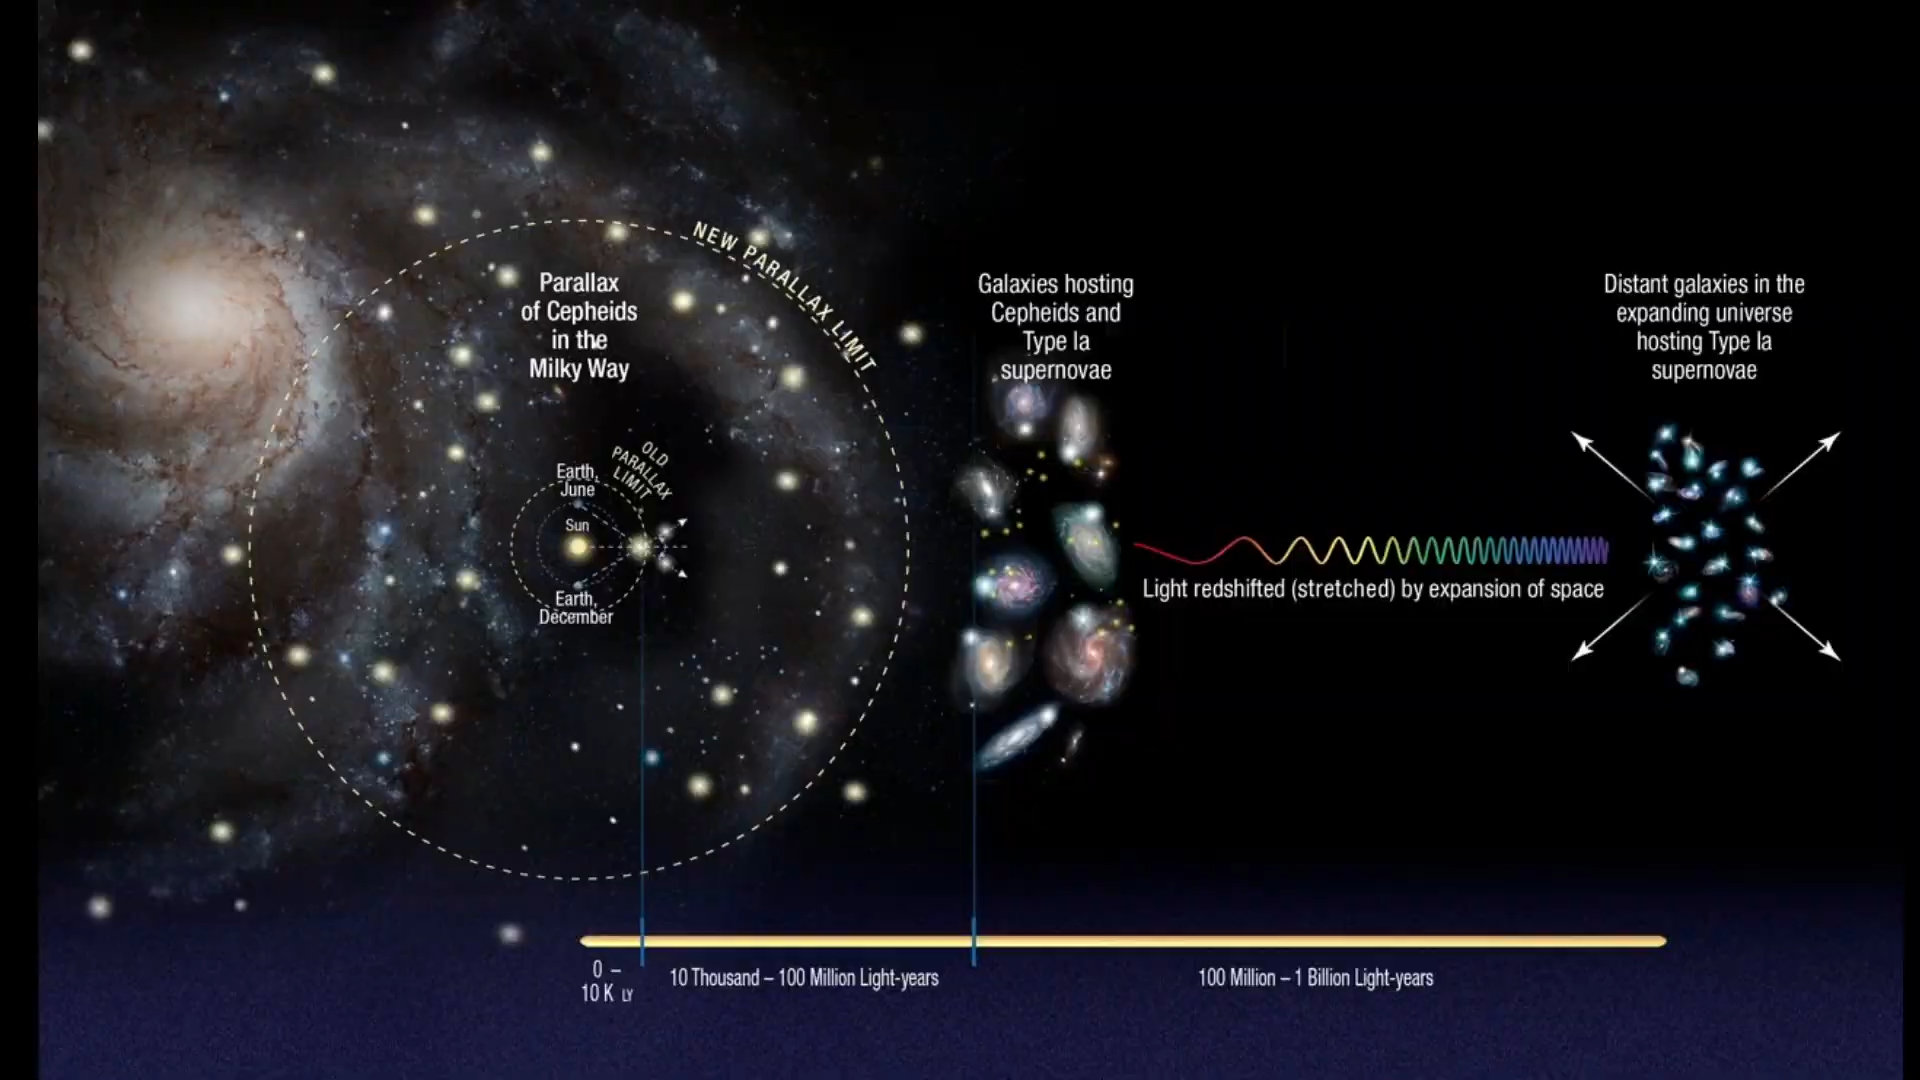 NEW PARALLAX LIMIT
Parallax
of Cepheids
in the
Milky Way
OLD
PARALLAX
LIMIT
Earth,
June
Sun
Earth,
December
Galaxies hosting
Cepheids and
Type Ia
supernovae
Light redshifted (stretched) by expansion of space
Distant galaxies in the
expanding universe
hosting Type Ia
supernovae
0 –
10 K LY
10 Thousand – 100 Million Light-years
100 Million – 1 Billion Light-years